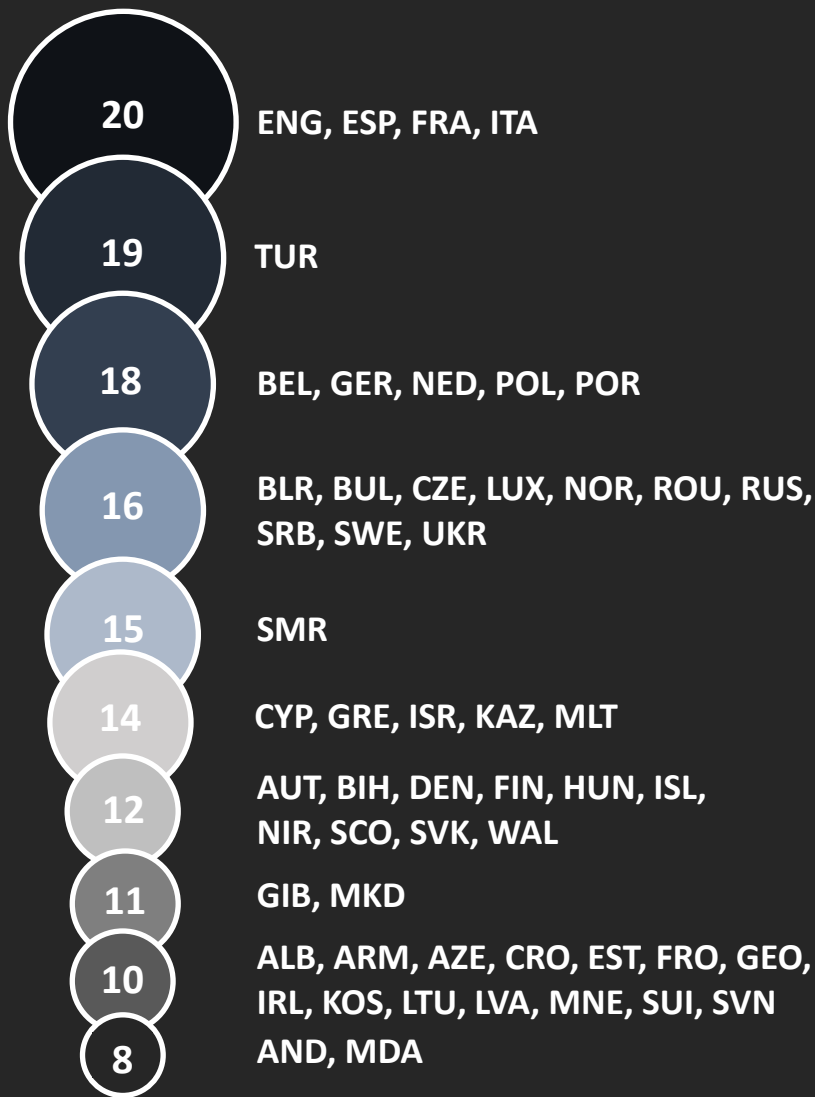 20
ENG, ESP, FRA, ITA
19
TUR
18
BEL, GER, NED, POL, POR
16
BLR, BUL, CZE, LUX, NOR, ROU, RUS,
SRB, SWE, UKR
15
SMR
14
CYP, GRE, ISR, KAZ, MLT
12
AUT, BIH, DEN, FIN, HUN, ISL,
NIR, SCO, SVK, WAL
11
GIB, MKD
10
ALB, ARM, AZE, CRO, EST, FRO, GEO,
IRL, KOS, LTU, LVA, MNE, SUI, SVN
8
AND, MDA